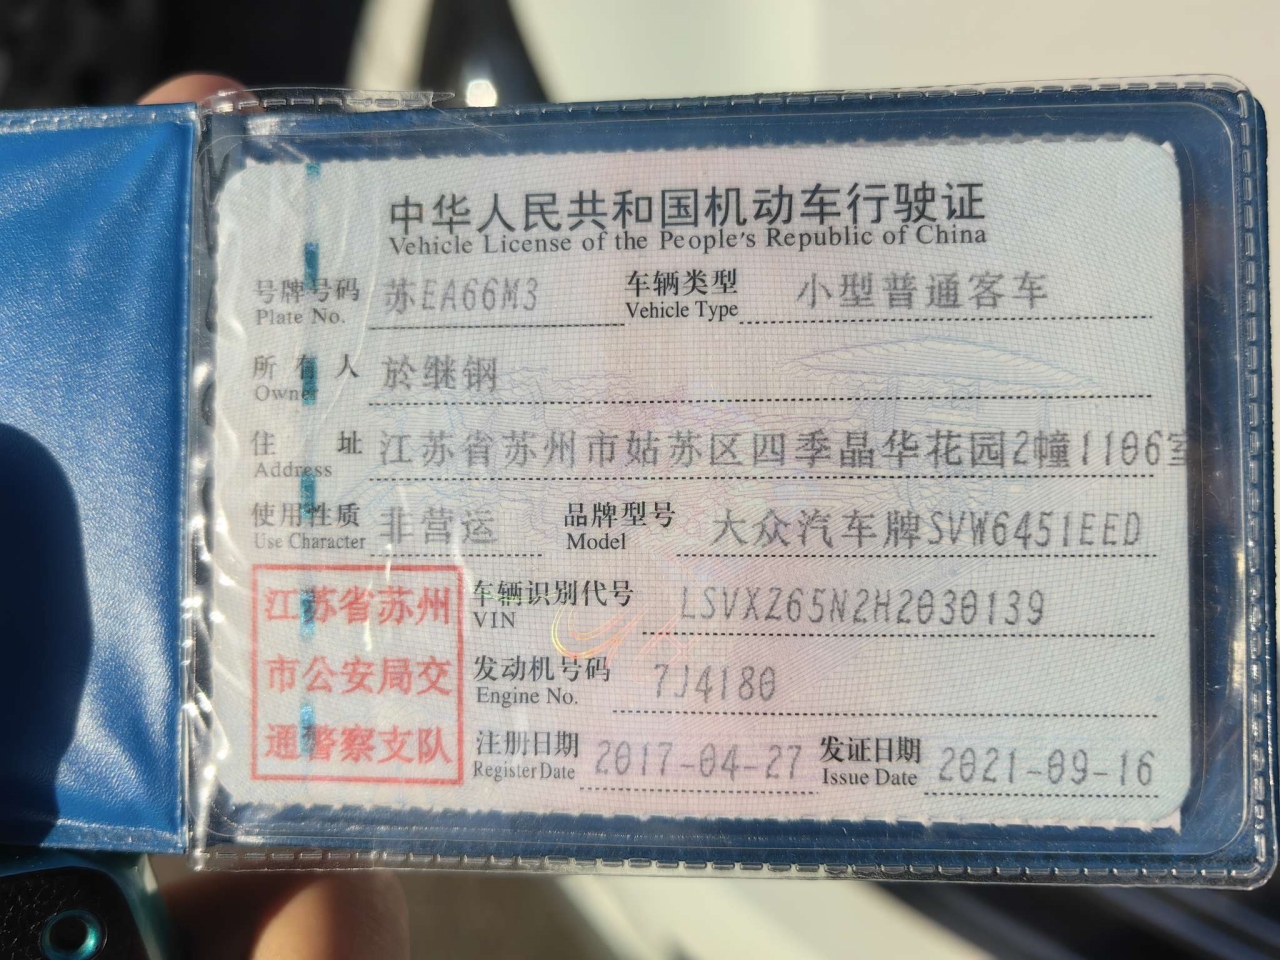 中华人民共和国机动车行驶证
Vehicle License of the People's Republic of China
号牌号码 苏EA66M3 车辆类型 小型普通客车
Plate No. Vehicle Type
所有人 於继钢
Owner
住址 江苏省苏州市姑苏区四季晶华花园2幢1106室
Address
使用性质 非营运 品牌型号 大众汽车牌SVW6451EED
Use Character Model
江苏省苏州
市公安局交
通警察支队
车辆识别代号 LSVXZ65N2H2030139
VIN
发动机号码 7J4180
Engine No.
注册日期 2017-04-27 发证日期 2021-09-16
Register Date Issue Date